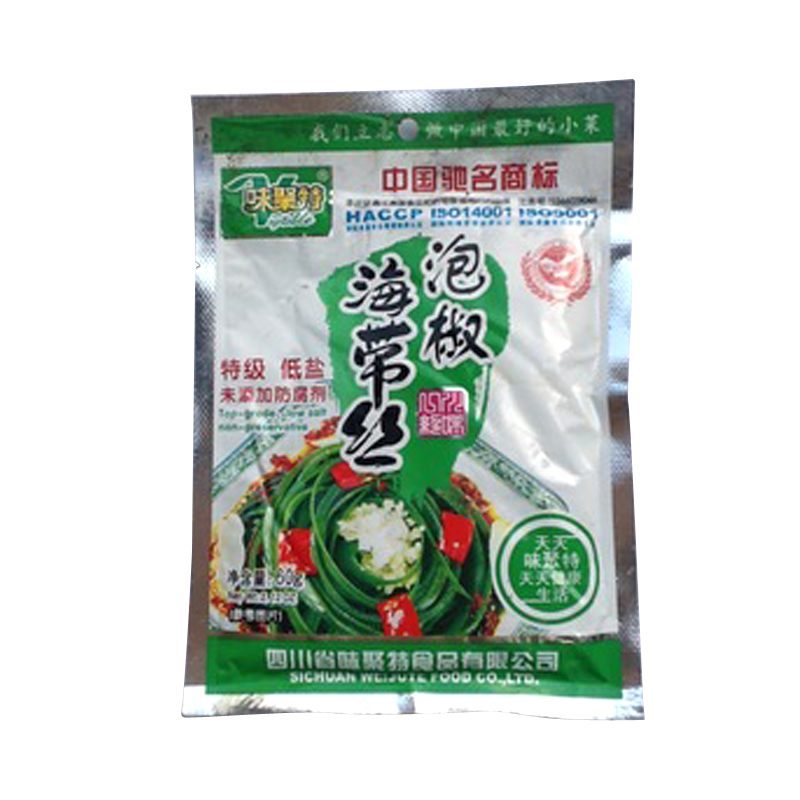 我们立志做中国最好的小菜
味聚特®
中国驰名商标
HACCP ISO14001 ISO9001
泡椒
海带丝
特级 低盐
未添加防腐剂
Top-grade, low salt
non-preservative
净含量: 60g
天天
味聚特
天天健康
生活
四川省味聚特食品有限公司
SICHUAN WEIJUTE FOOD CO.,LTD.